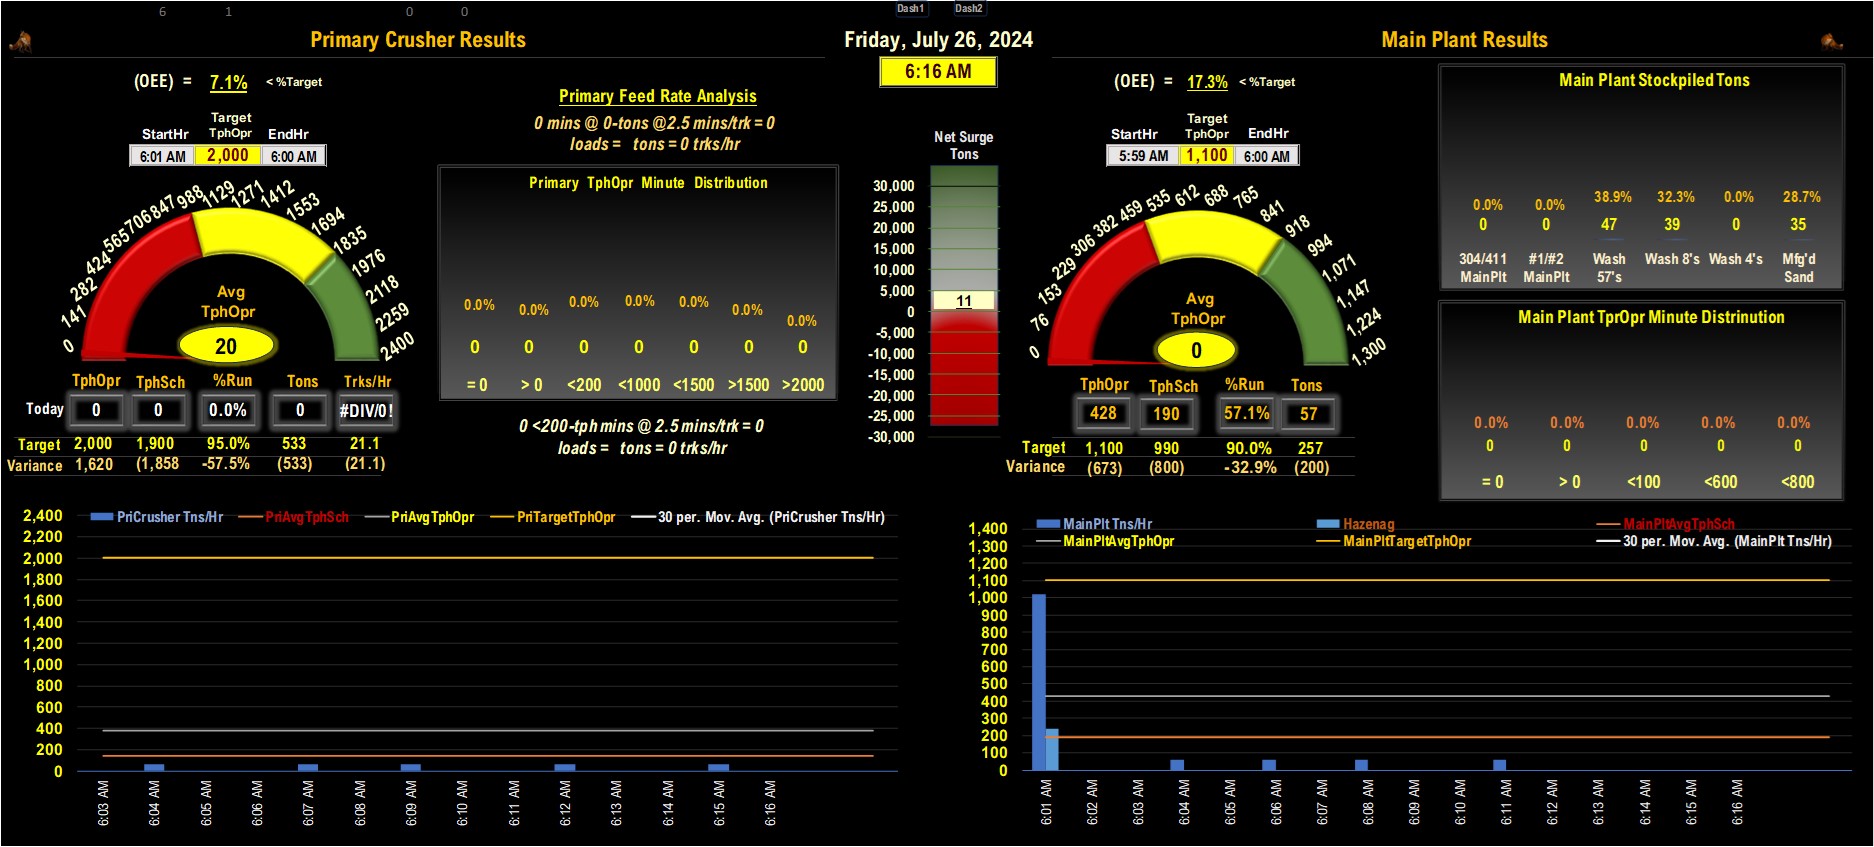 6 1 0 0 Dash1 Dash2
Primary Crusher Results
Friday, July 26, 2024
Main Plant Results
6:16 AM
(OEE) = 7.1% < %Target
Target
StartHr TphOpr EndHr
6:01 AM 2,000 6:00 AM
0
141
282
424
565
706
847
988
1129
1271
1412
1553
1694
1835
1976
2118
2259
2400
Avg
TphOpr
20
TphOpr TphSch %Run Tons Trks/Hr
Today 0 0 0.0% 0 #DIV/0!
Target 2,000 1,900 95.0% 533 21.1
Variance 1,620 (1,858 -57.5% (533) (21.1)
Primary Feed Rate Analysis
0 mins @ 0-tons @2.5 mins/trk = 0
loads = tons = 0 trks/hr
Primary TphOpr Minute Distribution
0.0% 0.0% 0.0% 0.0% 0.0% 0.0% 0.0%
0 0 0 0 0 0 0
= 0 > 0 <200 <1000 <1500 >1500 >2000
0 <200-tph mins @ 2.5 mins/trk = 0
loads = tons = 0 trks/hr
Net Surge
Tons
30,000
25,000
20,000
15,000
10,000
5,000
11
0
-5,000
-10,000
-15,000
-20,000
-25,000
-30,000
(OEE) = 17.3% < %Target
Target
StartHr TphOpr EndHr
5:59 AM 1,100 6:00 AM
0
76
153
229
306
382
459
535
612
688
765
841
918
994
1,071
1,147
1,224
1,300
Avg
TphOpr
0
TphOpr TphSch %Run Tons
428 190 57.1% 57
Target 1,100 990 90.0% 257
Variance (673) (800) -32.9% (200)
Main Plant Stockpiled Tons
0.0% 0.0% 38.9% 32.3% 0.0% 28.7%
0 0 47 39 0 35
304/411 #1/#2 Wash Wash 8's Wash 4's Mfg'd
MainPlt MainPlt 57's Sand
Main Plant TprOpr Minute Distrinution
0.0% 0.0% 0.0% 0.0% 0.0%
0 0 0 0 0
= 0 > 0 <100 <600 <800
PriCrusher Tns/Hr PriAvgTphSch PriAvgTphOpr PriTargetTphOpr 30 per. Mov. Avg. (PriCrusher Tns/Hr)
2,400
2,200
2,000
1,800
1,600
1,400
1,200
1,000
800
600
400
200
0
6:03 AM
6:04 AM
6:05 AM
6:06 AM
6:07 AM
6:08 AM
6:09 AM
6:10 AM
6:11 AM
6:12 AM
6:13 AM
6:14 AM
6:15 AM
6:16 AM
MainPlt Tns/Hr Hazenag MainPltAvgTphSch
MainPltAvgTphOpr MainPltTargetTphOpr 30 per. Mov. Avg. (MainPlt Tns/Hr)
1,400
1,300
1,200
1,100
1,000
900
800
700
600
500
400
300
200
100
0
6:01 AM
6:02 AM
6:03 AM
6:04 AM
6:05 AM
6:06 AM
6:07 AM
6:08 AM
6:09 AM
6:10 AM
6:11 AM
6:12 AM
6:13 AM
6:14 AM
6:15 AM
6:16 AM